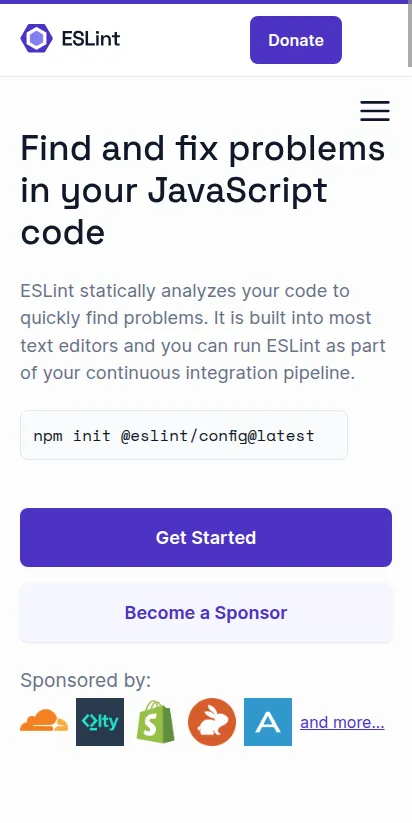 ESLint
Donate
Find and fix problems
in your JavaScript
code
ESLint statically analyzes your code to
quickly find problems. It is built into most
text editors and you can run ESLint as part
of your continuous integration pipeline.
npm init @eslint/config@latest
Get Started
Become a Sponsor
Sponsored by:
lty
and more...